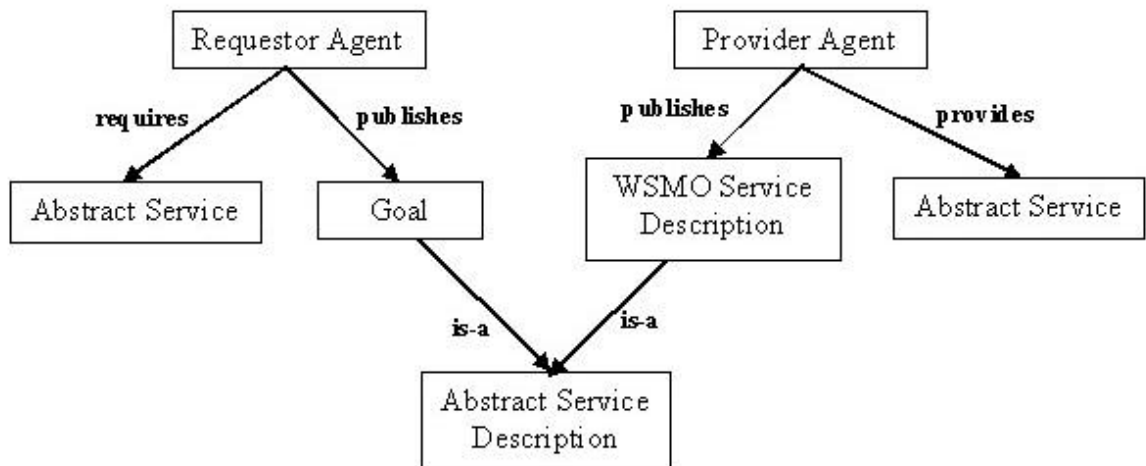 Requestor Agent
Provider Agent
requires
publishes
publishes
provides
Abstract Service
Goal
WSMO Service
Description
Abstract Service
is-a
is-a
Abstract Service
Description